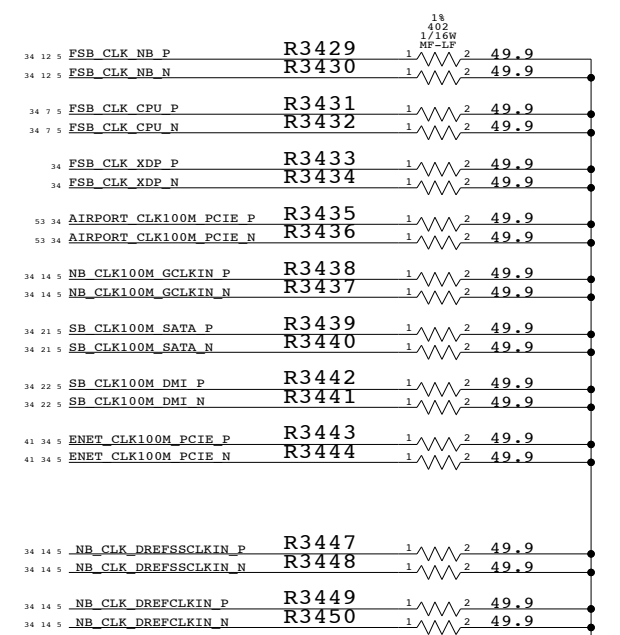 1%
402
1/16W
MF-LF
34 12 5 FSB_CLK_NB_P R3429 1 2 49.9
34 12 5 FSB_CLK_NB_N R3430 1 2 49.9
34 7 5 FSB_CLK_CPU_P R3431 1 2 49.9
34 7 5 FSB_CLK_CPU_N R3432 1 2 49.9
34 FSB_CLK_XDP_P R3433 1 2 49.9
34 FSB_CLK_XDP_N R3434 1 2 49.9
53 34 AIRPORT_CLK100M_PCIE_P R3435 1 2 49.9
53 34 AIRPORT_CLK100M_PCIE_N R3436 1 2 49.9
34 14 5 NB_CLK100M_GCLKIN_P R3438 1 2 49.9
34 14 5 NB_CLK100M_GCLKIN_N R3437 1 2 49.9
34 21 5 SB_CLK100M_SATA_P R3439 1 2 49.9
34 21 5 SB_CLK100M_SATA_N R3440 1 2 49.9
34 22 5 SB_CLK100M_DMI_P R3442 1 2 49.9
34 22 5 SB_CLK100M_DMI_N R3441 1 2 49.9
41 34 5 ENET_CLK100M_PCIE_P R3443 1 2 49.9
41 34 5 ENET_CLK100M_PCIE_N R3444 1 2 49.9
34 14 5 NB_CLK_DREFSSCLKIN_P R3447 1 2 49.9
34 14 5 NB_CLK_DREFSSCLKIN_N R3448 1 2 49.9
34 14 5 NB_CLK_DREFCLKIN_P R3449 1 2 49.9
34 14 5 NB_CLK_DREFCLKIN_N R3450 1 2 49.9